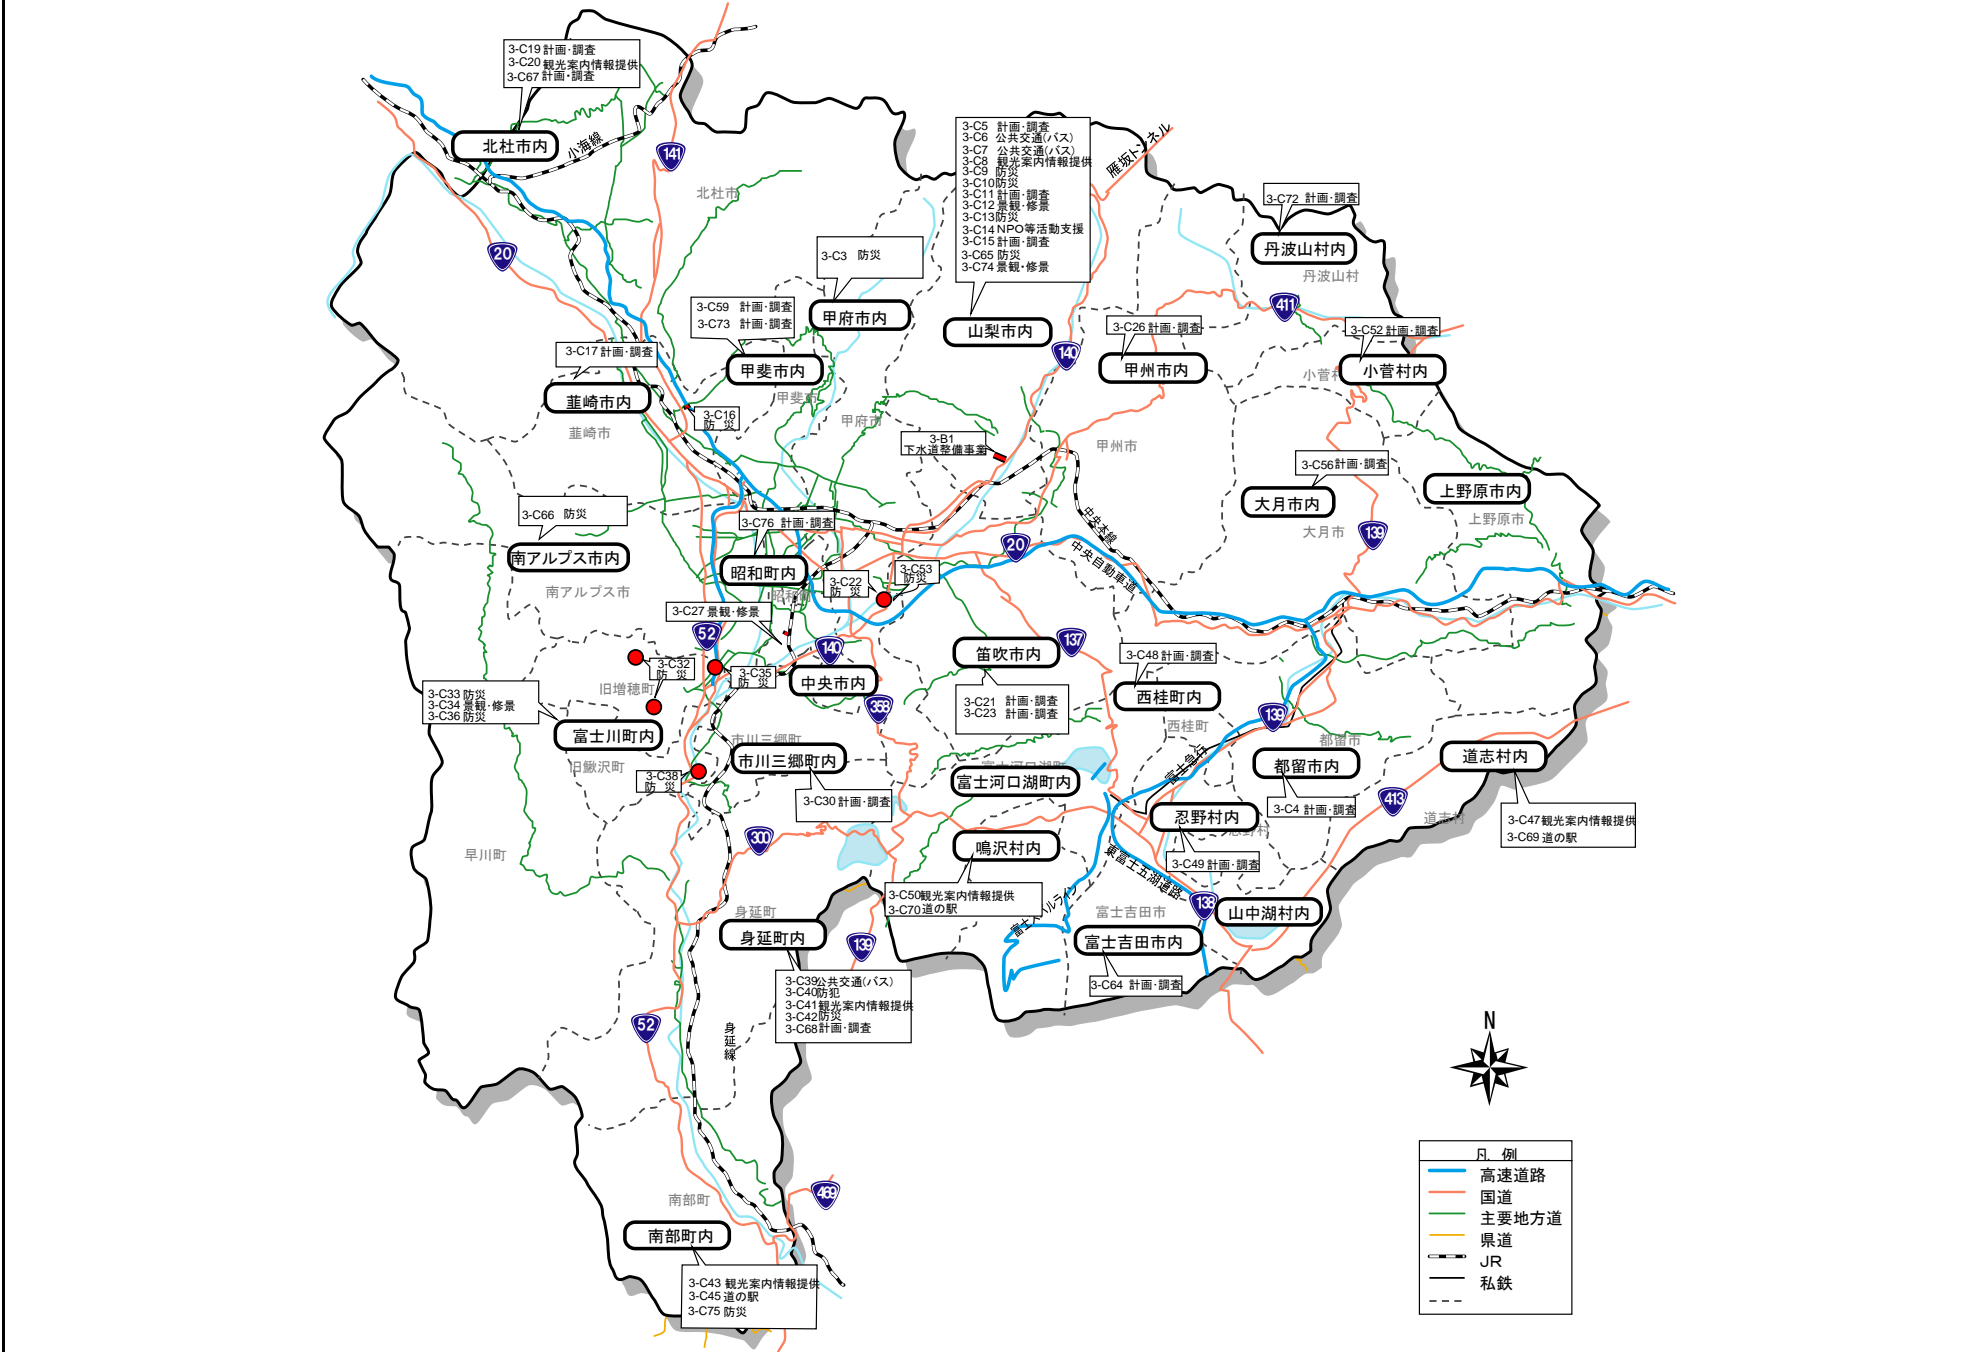 3-C19 計画・調査
3-C20 観光案内情報提供
3-C67 計画・調査
北杜市内
小海線
141
北杜市
20
3-C5 計画・調査
3-C6 公共交通(バス)
3-C7 公共交通(バス)
3-C8 観光案内情報提供
3-C9 防災
3-C10 防災
3-C11 計画・調査
3-C12 景観・修景
3-C13 防災
3-C14 NPO等活動支援
3-C15 計画・調査
3-C65 防災
3-C74 景観・修景
山梨市内
雁坂トンネル
3-C72 計画・調査
丹波山村内
丹波山村
411
3-C3 防災
甲府市内
3-C59 計画・調査
3-C73 計画・調査
甲斐市内
甲斐市
甲府市
3-C17 計画・調査
韮崎市内
韮崎市
3-C16
防 災
140
3-C26 計画・調査
甲州市内
甲州市
3-C52 計画・調査
小菅村内
小菅村
3-B1
下水道整備事業
3-C56 計画・調査
大月市内
大月市
139
上野原市内
上野原市
3-C66 防災
南アルプス市内
南アルプス市
3-C76 計画・調査
昭和町内
昭和町
中央本線
中央自動車道
20
3-C22
防 災
3-C53
防災
3-C27 景観・修景
52
140
中央市内
3-C32
防 災
3-C35
防 災
旧増穂町
3-C33 防災
3-C34 景観・修景
3-C36 防災
富士川町内
旧鰍沢町
3-C38
防 災
358
笛吹市内
137
3-C21 計画・調査
3-C23 計画・調査
3-C48 計画・調査
西桂町内
西桂町
139
富士急行
都留市
都留市内
3-C4 計画・調査
道志村内
道志村
413
3-C47 観光案内情報提供
3-C69 道の駅
市川三郷町
市川三郷町内
3-C30 計画・調査
300
富士河口湖町
富士河口湖町内
忍野村内
忍野村
3-C49 計画・調査
鳴沢村内
3-C50 観光案内情報提供
3-C70 道の駅
東富士五湖道路
富士スバルライン
138
山中湖村内
富士吉田市
富士吉田市内
3-C64 計画・調査
早川町
身延町
身延町内
139
3-C39 公共交通(バス)
3-C40 防犯
3-C41 観光案内情報提供
3-C42 防災
3-C68 計画・調査
52
身延線
N
469
南部町
南部町内
3-C43 観光案内情報提供
3-C45 道の駅
3-C75 防災
凡 例
高速道路
国道
主要地方道
県道
JR
私鉄